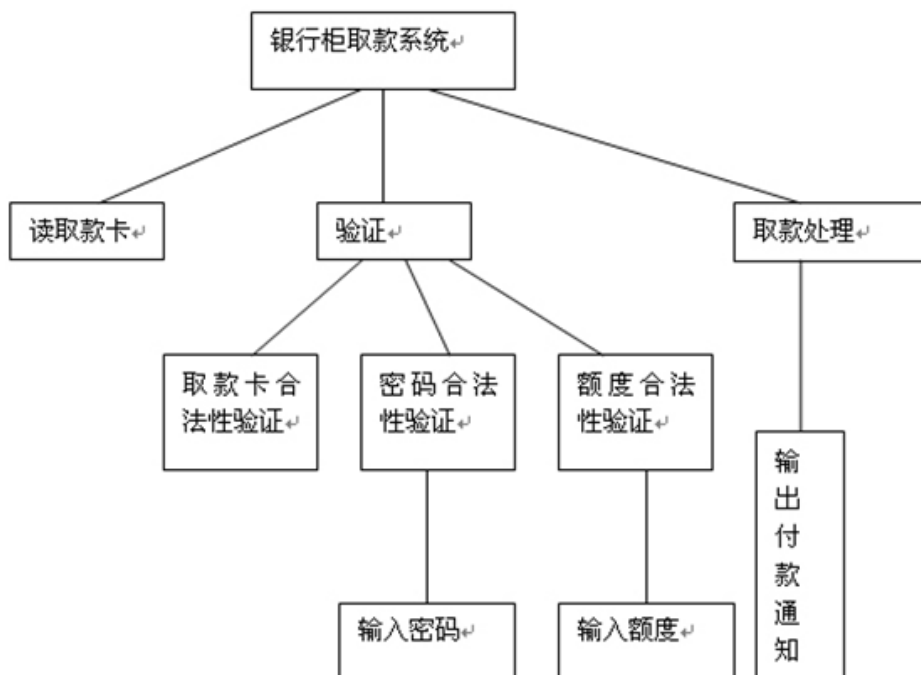 银行柜取款系统
读取款卡
验证
取款处理
取款卡合
法性验证
密码合法
性验证
额度合法
性验证
输入密码
输入额度
输
出
付
款
通
知